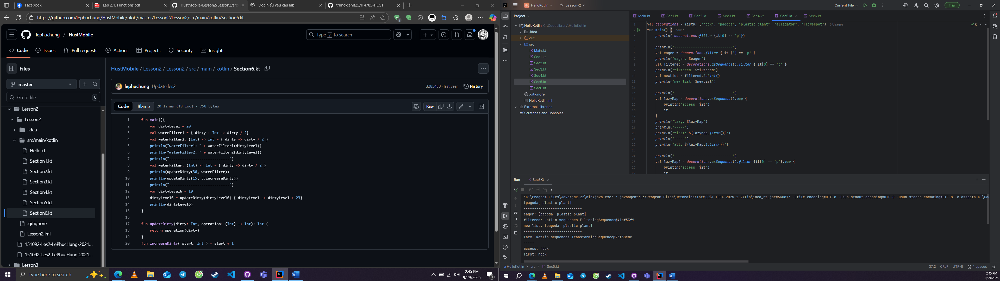 Facebook
Lab 2.1. Functions.pdf
HustMobile/Lesson2/Lesson2/src
Đọc hiểu yêu cầu lab
trungkienit25/IT4785-HUST
https://github.com/lephuchung/HustMobile/blob/master/Lesson2/Lesson2/src/main/kotlin/Section6.kt
lephuchung / HustMobile
Type / to search
Code
Issues
Pull requests
Actions
Projects
Security
Insights
Files
master
Go to file
t
Lesson2
Lesson2
.idea
src/main/kotlin
Hello.kt
Section1.kt
Section2.kt
Section3.kt
Section4.kt
Section5.kt
Section6.kt
.gitignore
Lesson2.iml
151092-Les2-LePhucHung-2021...
151092-Les2-LePhucHung-2021...
Lesson3
HustMobile / Lesson2 / Lesson2 / src / main / kotlin / Section6.kt
lephuchung Update les2
3285480 · last year
History
Code Blame 20 lines (19 loc) · 758 Bytes
Raw
1 fun main(){
2 var dirtyLevel = 20
3 val waterFilter1 = { dirty : Int -> dirty / 2}
4 val waterFilter2: (Int) -> Int = { dirty -> dirty / 2 }
5 println("waterFilter1: " + waterFilter1(dirtyLevel))
6 println("waterFilter2: " + waterFilter2(dirtyLevel))
7 println("---------------------------")
8 val waterFilter: (Int) -> Int = { dirty -> dirty / 2 }
9 println(updateDirty(30, waterFilter))
10 println(updateDirty(15, ::increaseDirty))
11 println("---------------------------")
12 var dirtyLevel6 = 19
13 dirtyLevel6 = updateDirty(dirtyLevel6) { dirtyLevel -> dirtyLevel + 23}
14 println(dirtyLevel6)
15 }
16
17 fun updateDirty(dirty: Int, operation: (Int) -> Int): Int {
18 return operation(dirty)
19 }
20 fun increaseDirty( start: Int ) = start + 1
Type here to search
2:45 PM
9/29/2025
11
HK HelloKotlin
Lesson-2
Current File
Trial
Project
HelloKotlin C:\CodeLibrary\HelloKotlin
.idea
out
src
Main.kt
Sec1.kt
Sec2.kt
Sec3.kt
Sec4.kt
Sec5.kt
Sec6.kt
.gitignore
HelloKotlin.iml
External Libraries
Scratches and Consoles
Main.kt Sec1.kt Sec2.kt Sec3.kt Sec4.kt Sec5.kt Sec6.kt
5
1 val decorations = listOf ("rock", "pagoda", "plastic plant", "alligator", "flowerpot") 5 Usages
2 fun main() { new *
3 println( decorations.filter {it[0] == 'p'})
4
5 println("---------------------------")
6 val eager = decorations.filter { it [0] == 'p' }
7 println("eager: $eager")
8 val filtered = decorations.asSequence().filter { it[0] == 'p' }
9 println("filtered: $filtered")
10 val newList = filtered.toList()
11 println("new list: $newList")
12
13 println("---------------------------")
14 val lazyMap = decorations.asSequence().map {
15 println("access: $it")
16 it
17 }
18 println("lazy: $lazyMap")
19 println("-----")
20 println("first: ${lazyMap.first()}")
21 println("-----")
22 println("all: ${lazyMap.toList()}")
23
24 println("---------------------------")
25 val lazyMap2 = decorations.asSequence().filter {it[0] == 'p'}.map {
26 println("access: $it")
27 it
Run Sec5Kt
"C:\Program Files\Java\jdk-22\bin\java.exe" "-javaagent:C:\Program Files\JetBrains\IntelliJ IDEA 2025.2.2\lib\idea_rt.jar=56087" -Dfile.encoding=UTF-8 -Dsun.stdout.encoding=UTF-8 -Dsun.stderr.encoding=UTF-8 -classpath C:\Co
[pagoda, plastic plant]
---------------------------
eager: [pagoda, plastic plant]
filtered: kotlin.sequences.FilteringSequence@41cf53f9
new list: [pagoda, plastic plant]
---------------------------
lazy: kotlin.sequences.TransformingSequence@25f38edc
-----
access: rock
first: rock
-----
HelloKotlin > src > Sec5.kt
37:2 CRLF UTF-8 4 spaces
2:45 PM
9/29/2025